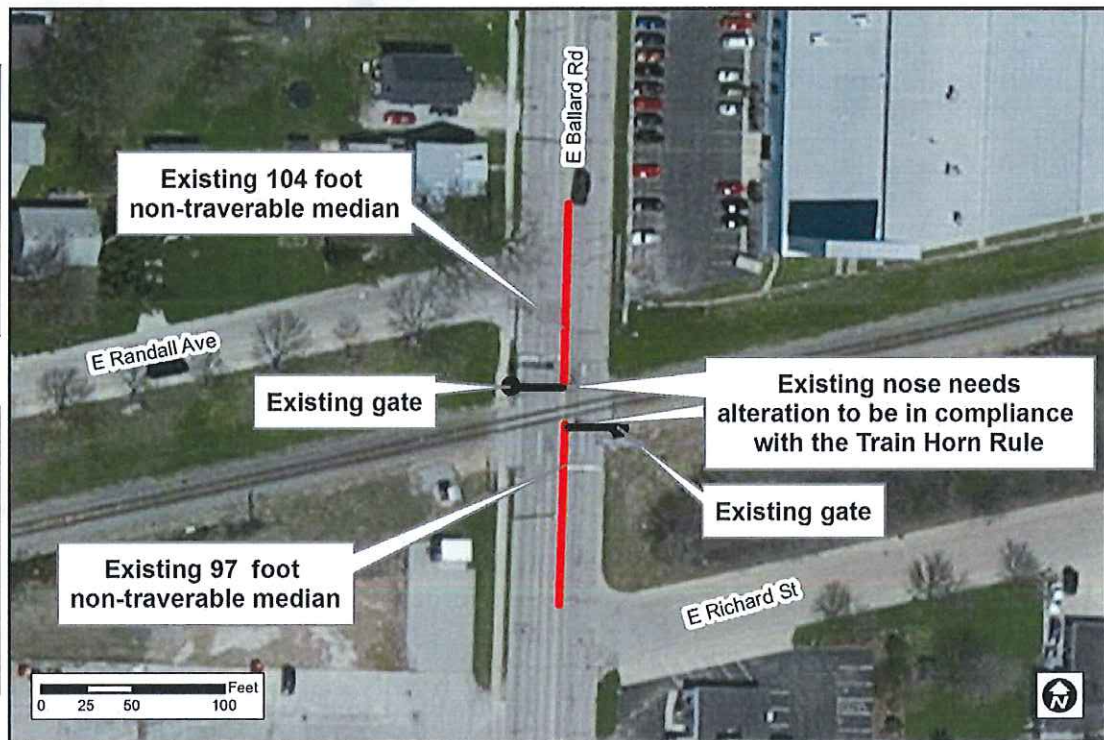 E Ballard Rd
Existing 104 foot
non-traverable median
E Randall Ave
Existing gate
Existing nose needs
alteration to be in compliance
with the Train Horn Rule
Existing gate
Existing 97 foot
non-traverable median
E Richard St
Feet
0 25 50 100
N